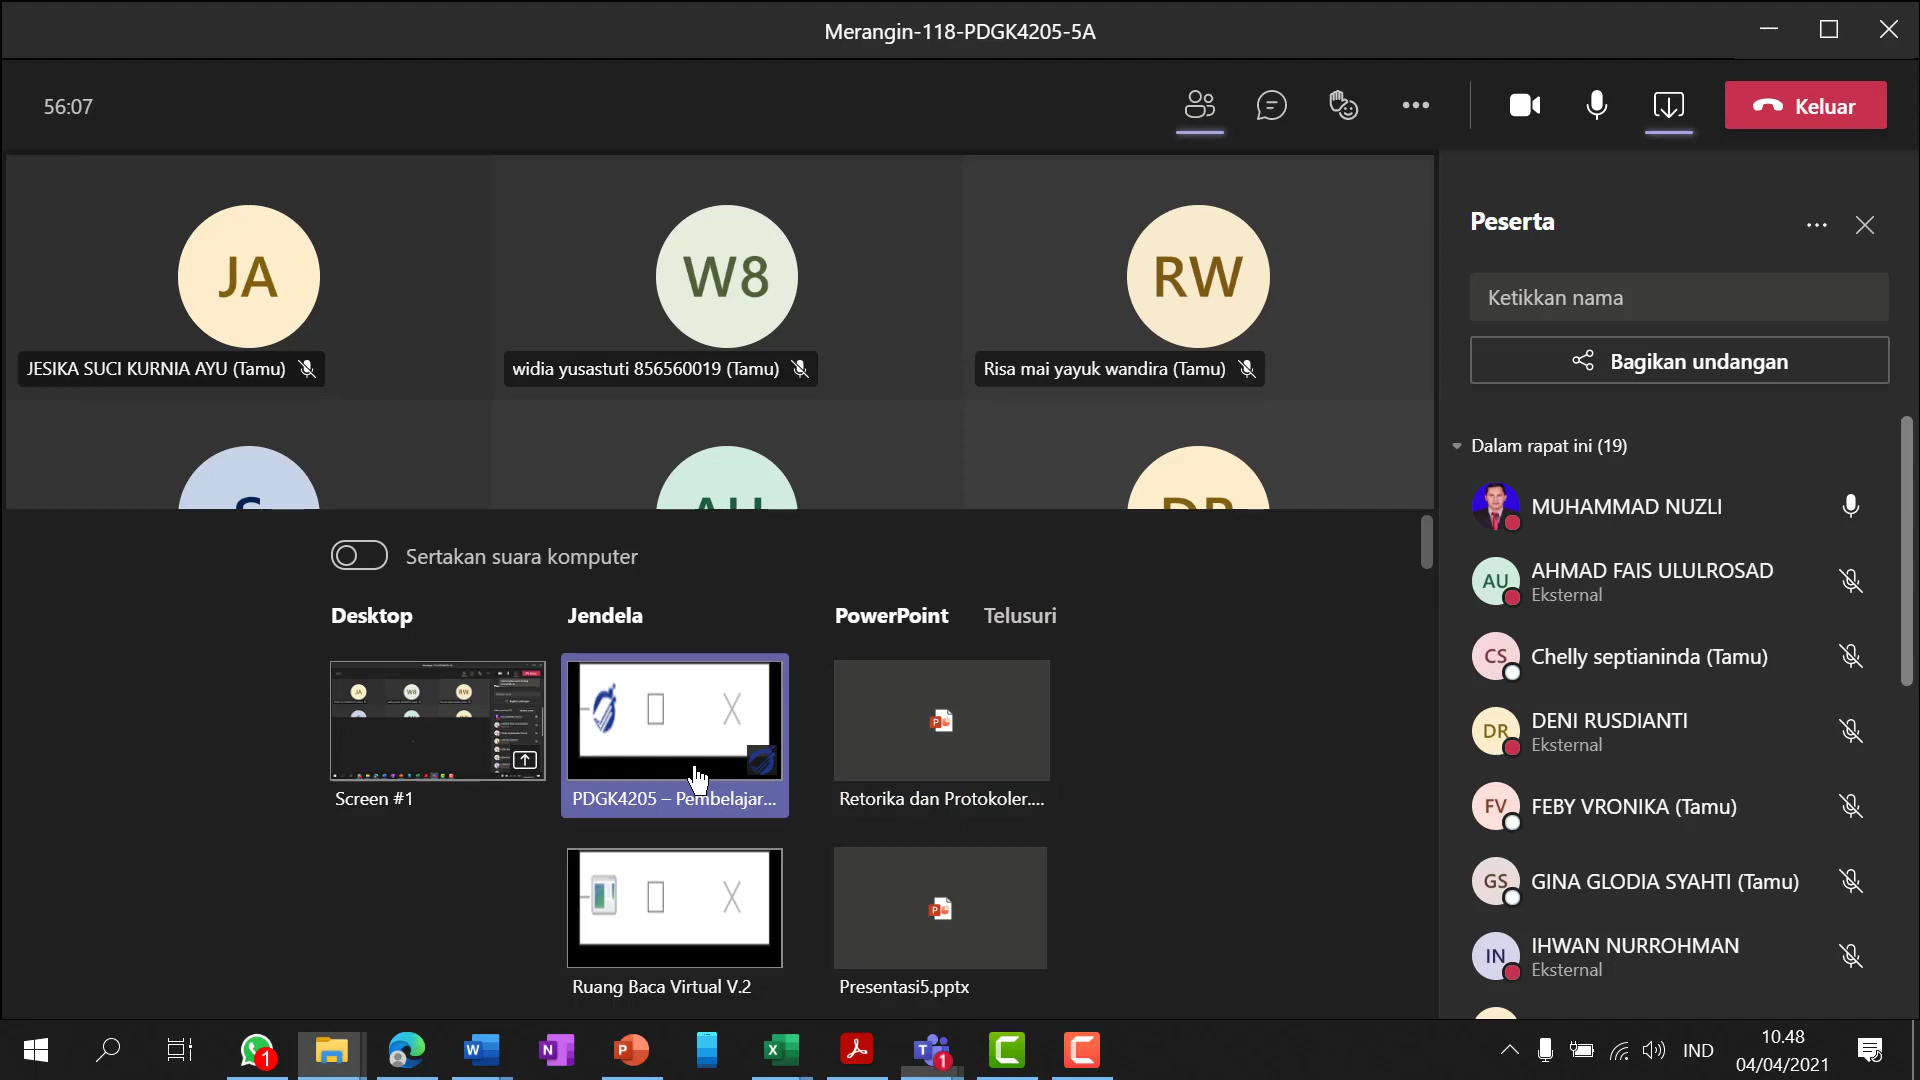 Merangin-118-PDGK4205-5A
56:07
Keluar
JA
W8
RW
JESIKA SUCI KURNIA AYU (Tamu)
widia yusastuti 856560019 (Tamu)
Risa mai yayuk wandira (Tamu)
S
AU
DR
Peserta
Ketikkan nama
Bagikan undangan
Dalam rapat ini (19)
MUHAMMAD NUZLI
AU
AHMAD FAIS ULULROSAD
Eksternal
CS
Chelly septianinda (Tamu)
DR
DENI RUSDIANTI
Eksternal
FV
FEBY VRONIKA (Tamu)
GS
GINA GLODIA SYAHTI (Tamu)
IN
IHWAN NURROHMAN
Eksternal
Sertakan suara komputer
Desktop
Jendela
PowerPoint
Telusuri
Screen #1
PDGK4205 – Pembelajar...
Retorika dan Protokoler....
Ruang Baca Virtual V.2
Presentasi5.pptx
1
1
IND
10.48
04/04/2021